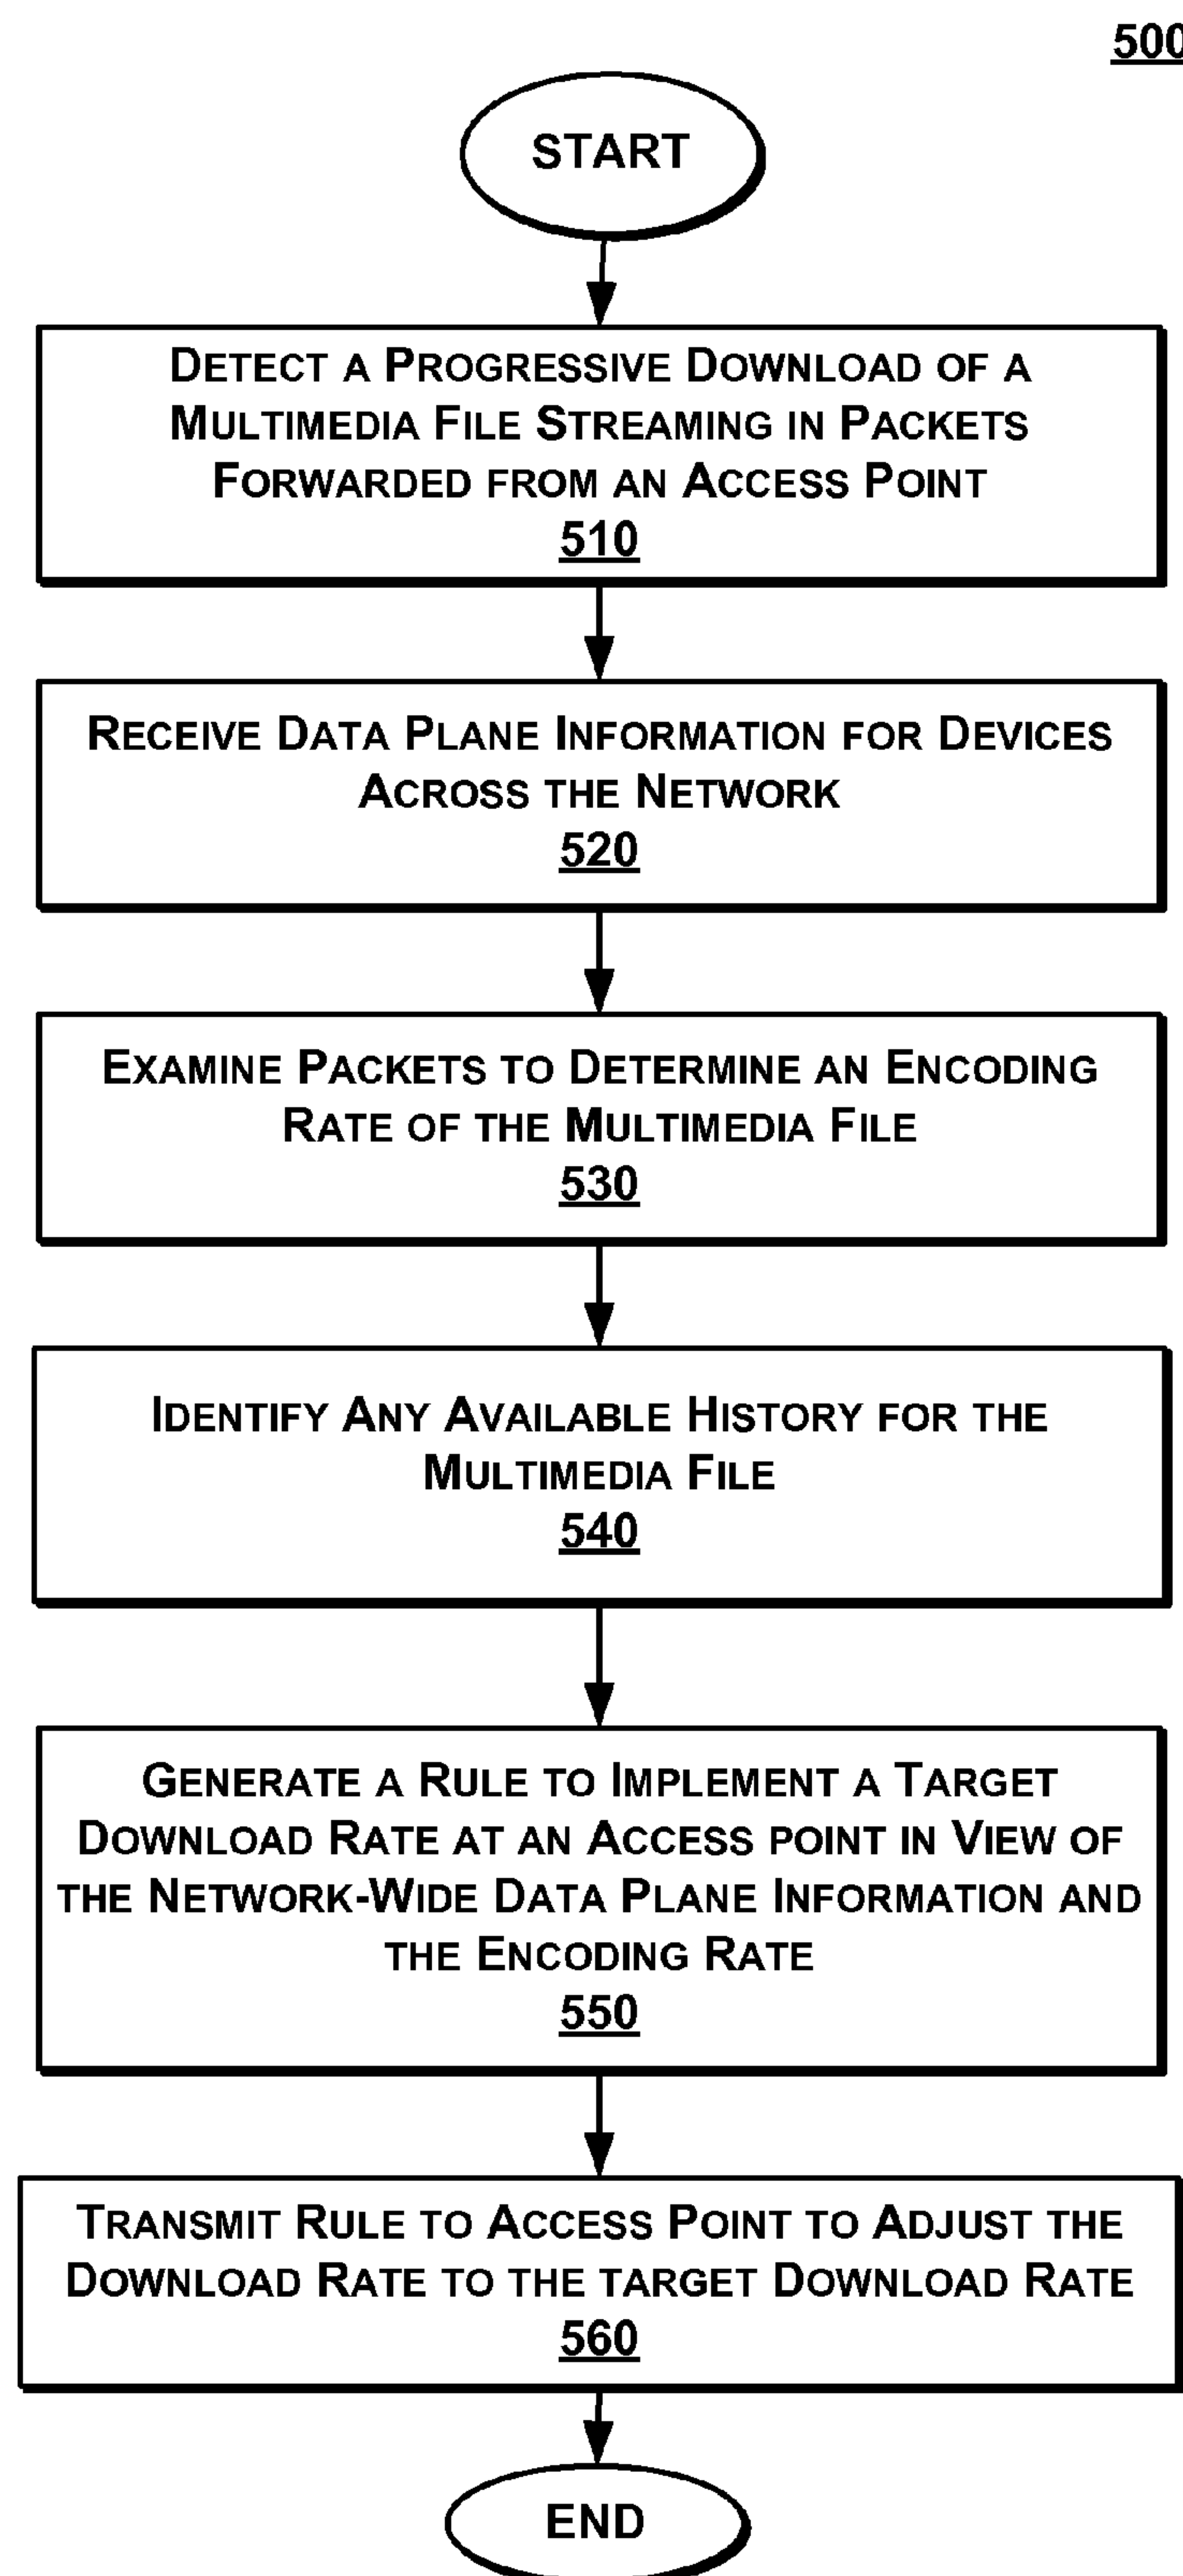 500
START
DETECT A PROGRESSIVE DOWNLOAD OF A
MULTIMEDIA FILE STREAMING IN PACKETS
FORWARDED FROM AN ACCESS POINT
510
RECEIVE DATA PLANE INFORMATION FOR DEVICES
ACROSS THE NETWORK
520
EXAMINE PACKETS TO DETERMINE AN ENCODING
RATE OF THE MULTIMEDIA FILE
530
IDENTIFY ANY AVAILABLE HISTORY FOR THE
MULTIMEDIA FILE
540
GENERATE A RULE TO IMPLEMENT A TARGET
DOWNLOAD RATE AT AN ACCESS POINT IN VIEW OF
THE NETWORK-WIDE DATA PLANE INFORMATION AND
THE ENCODING RATE
550
TRANSMIT RULE TO ACCESS POINT TO ADJUST THE
DOWNLOAD RATE TO THE TARGET DOWNLOAD RATE
560
END